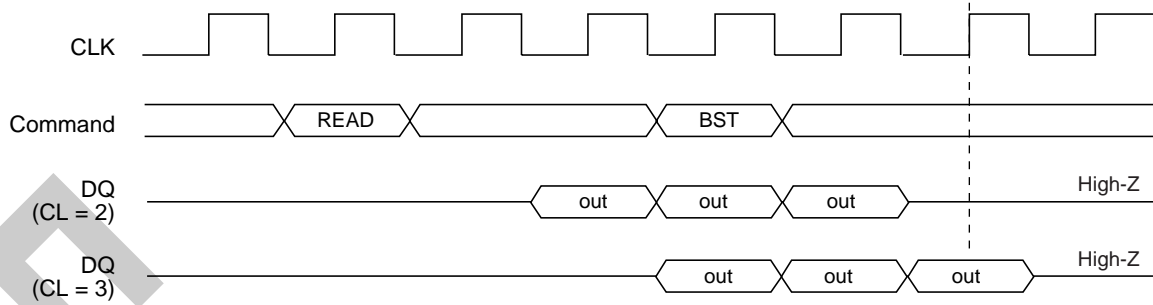 CLK
Command
READ
BST
DQ
(CL = 2)
out
out
out
High-Z
DQ
(CL = 3)
out
out
out
High-Z